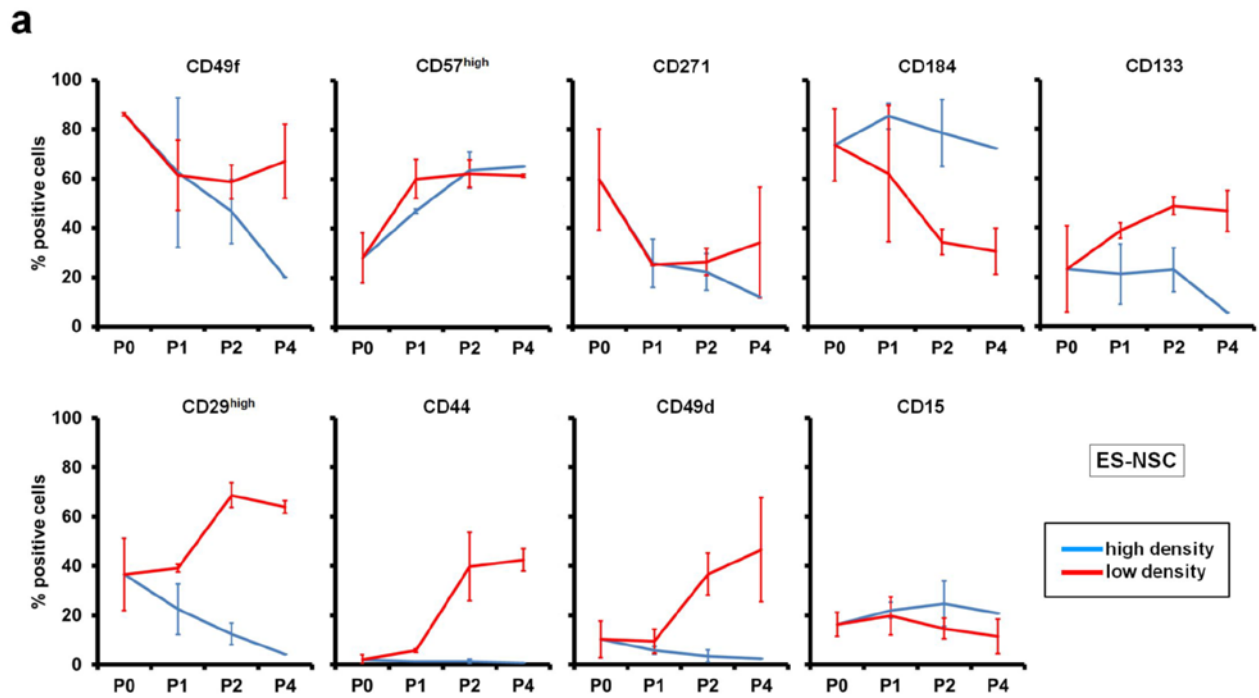 a
CD49f
CD57high
CD271
CD184
CD133
% positive cells
100
80
60
40
20
0
P0 P1 P2 P4
P0 P1 P2 P4
P0 P1 P2 P4
P0 P1 P2 P4
P0 P1 P2 P4
CD29high
CD44
CD49d
CD15
% positive cells
100
80
60
40
20
0
P0 P1 P2 P4
P0 P1 P2 P4
P0 P1 P2 P4
P0 P1 P2 P4
ES-NSC
high density
low density